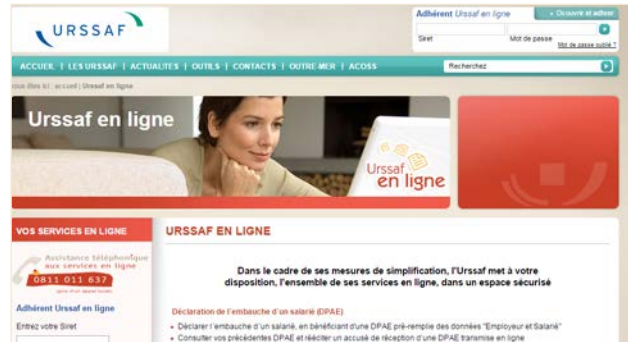 URSSAF
Adhérent Urssaf en ligne
Découvrir et adhérer
Siret
Mot de passe
Mot de passe oublié ?
ACCUEIL | LES URSSAF | ACTUALITES | OUTILS | CONTACTS | OUTRE-MER | ACOSS
Recherchez
vous êtes ici : accueil | Urssaf en ligne
Urssaf en ligne
Urssaf
en ligne
VOS SERVICES EN LIGNE
Assistance téléphonique
aux services en ligne
0811 011 637
Adhérent Urssaf en ligne
Entrez votre Siret
URSSAF EN LIGNE
Dans le cadre de ses mesures de simplification, l'Urssaf met à votre
disposition, l'ensemble de ses services en ligne, dans un espace sécurisé
Déclaration de l'embauche d'un salarié (DPAE)
• Déclarer l'embauche d'un salarié, en bénéficiant d'une DPAE pré-remplie des données "Employeur et Salarié"
• Consulter vos précédentes DPAE et rééditer un accusé de réception d'une DPAE transmise en ligne